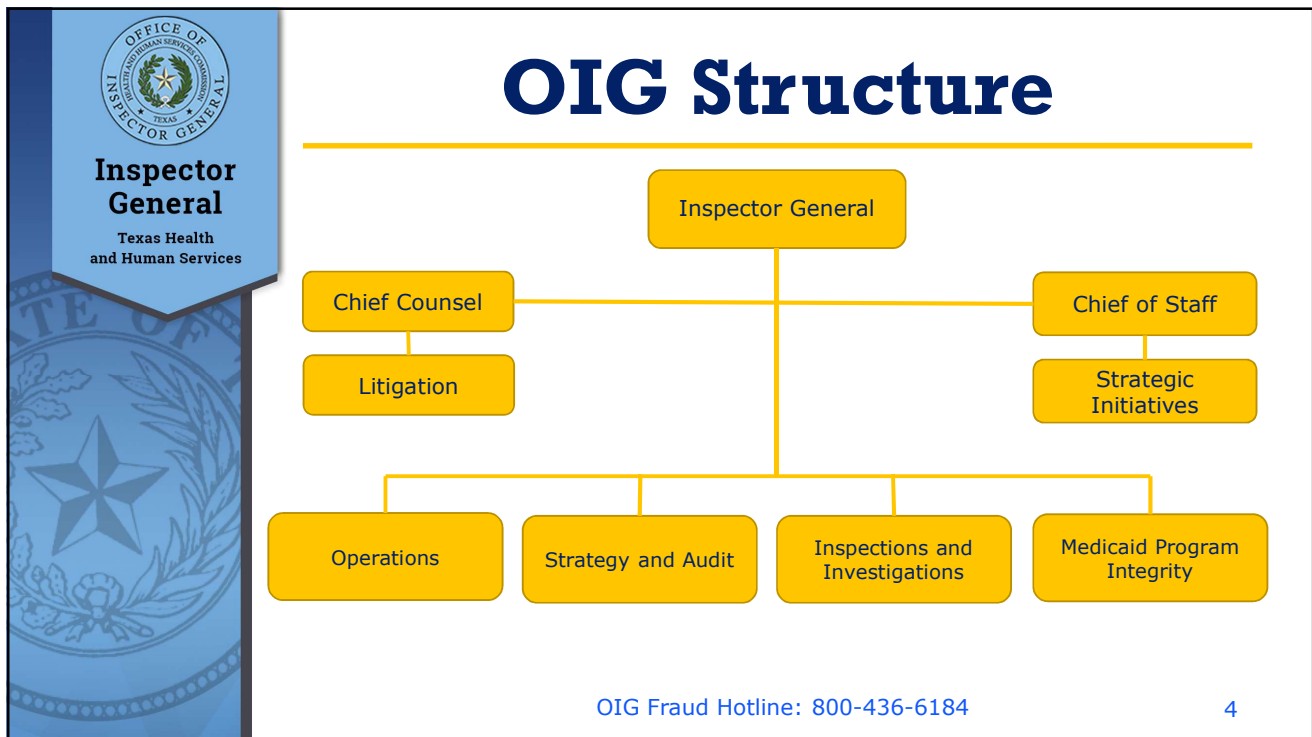 OFFICE OF
INSPECTOR GENERAL
HEALTH AND HUMAN SERVICES COMMISSION
TEXAS
Inspector
General
Texas Health
and Human Services
OIG Structure
Inspector General
Chief Counsel
Chief of Staff
Litigation
Strategic
Initiatives
Operations
Strategy and Audit
Inspections and
Investigations
Medicaid Program
Integrity
OIG Fraud Hotline: 800-436-6184
4